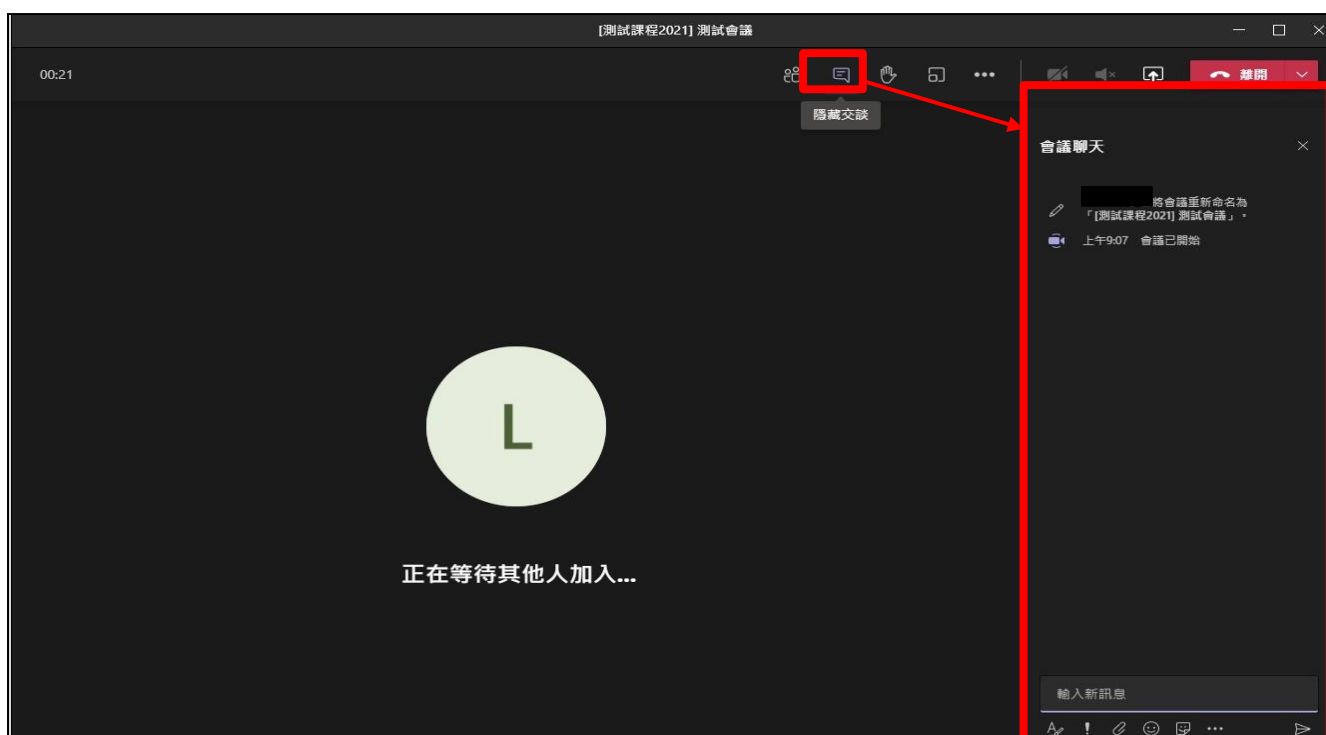 [測試課程2021] 測試會議
00:21
離開
隱藏交談
會議聊天
將會議重新命名為
「[測試課程2021] 測試會議」。
上午9:07 會議已開始
L
正在等待其他人加入...
輸入新訊息